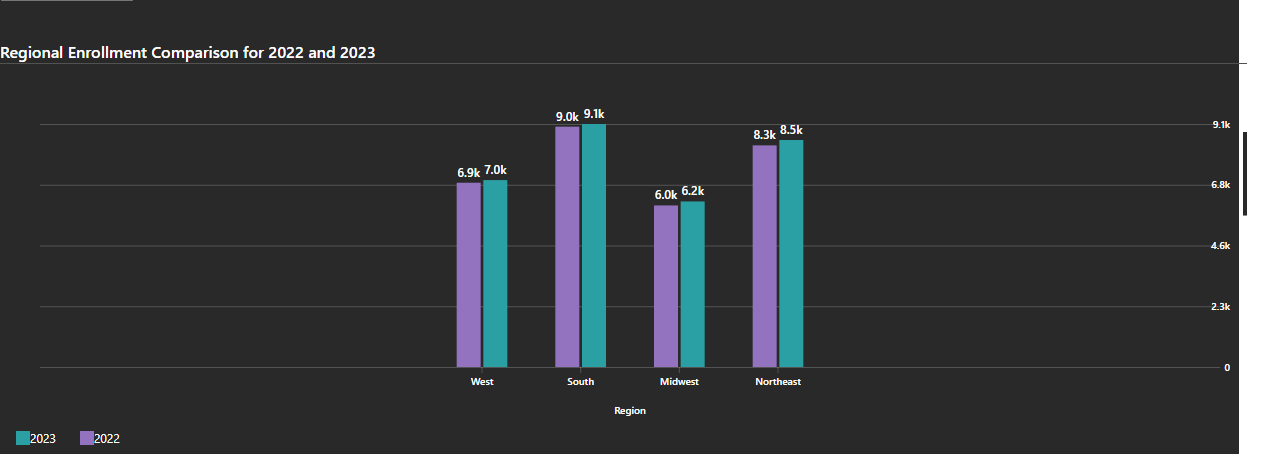 Regional Enrollment Comparison for 2022 and 2023
9.0k 9.1k
9.1k
8.3k 8.5k
6.9k 7.0k
6.8k
6.0k 6.2k
4.6k
2.3k
0
West South Midwest Northeast
Region
2023 2022